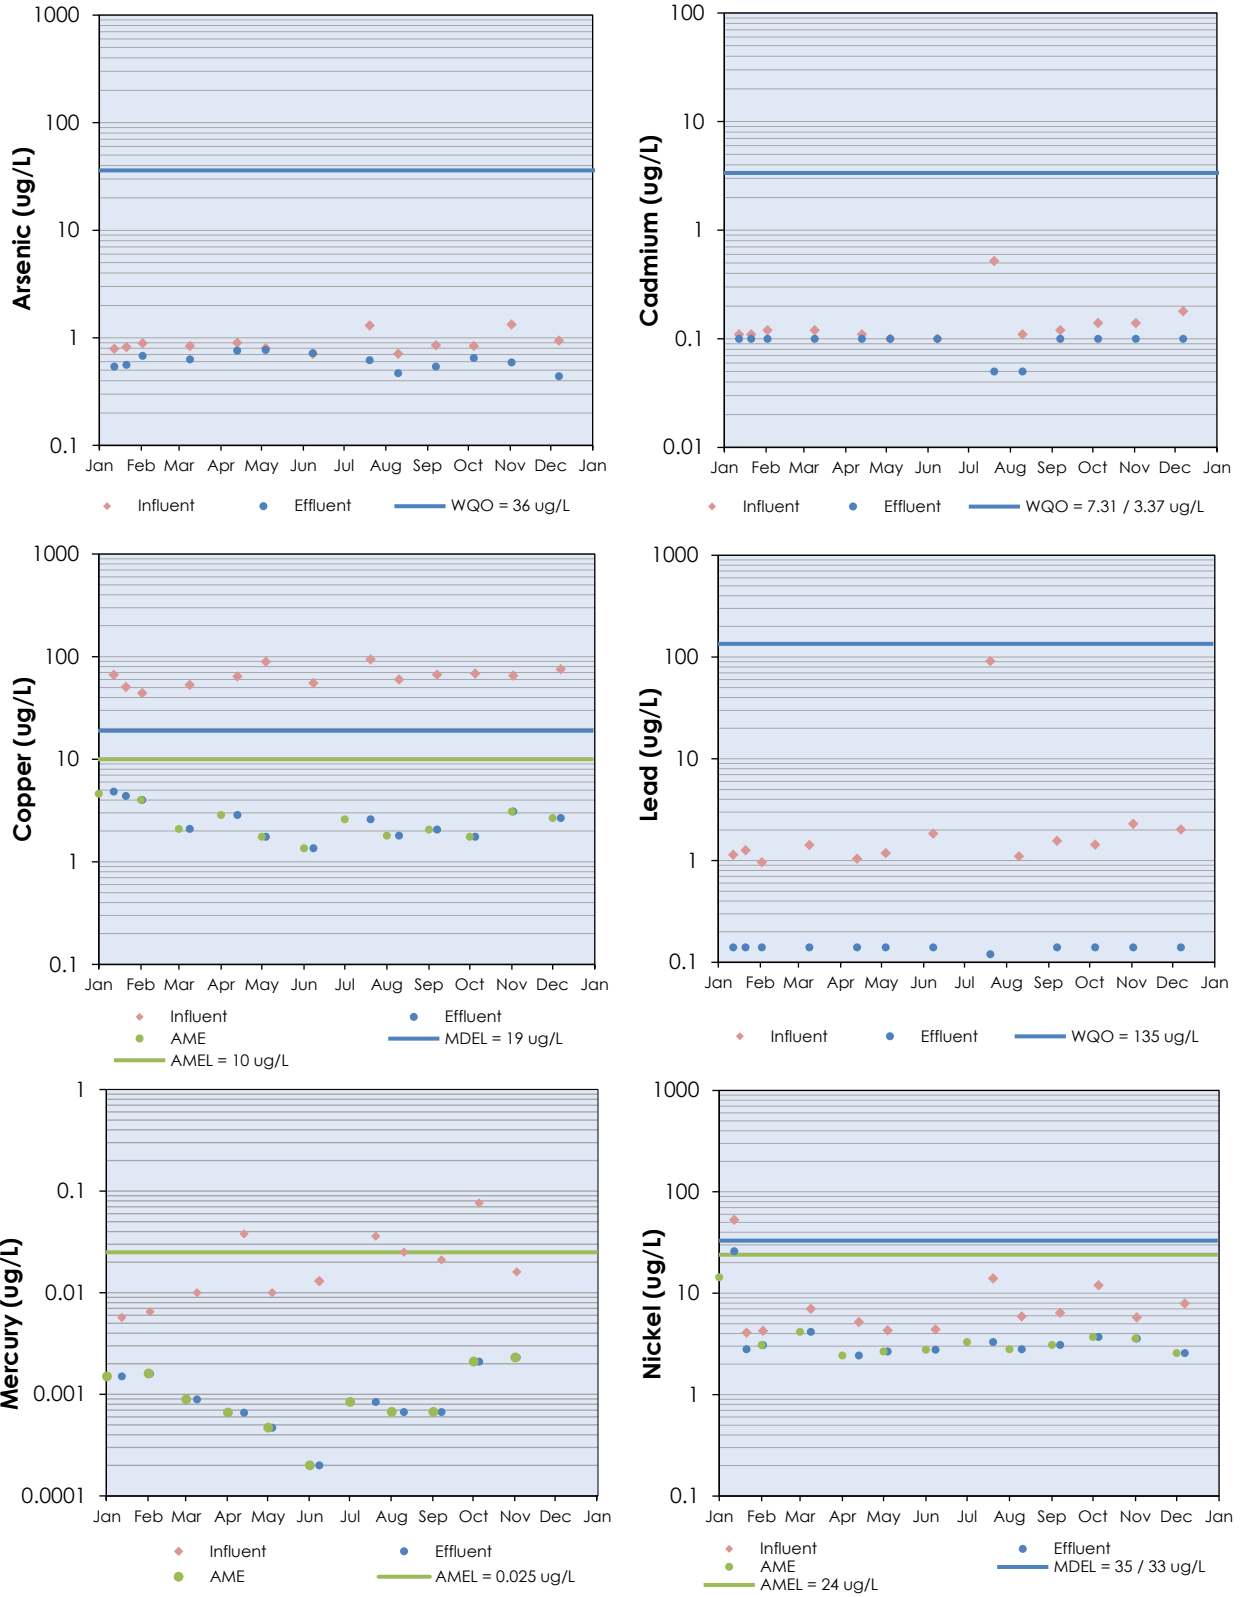 1000
100
10
1
0.1
Arsenic (ug/L)
Jan Feb Mar Apr May Jun Jul Aug Sep Oct Nov Dec Jan
Influent Effluent WQO = 36 ug/L
100
10
1
0.1
0.01
Cadmium (ug/L)
Jan Feb Mar Apr May Jun Jul Aug Sep Oct Nov Dec Jan
Influent Effluent WQO = 7.31 / 3.37 ug/L
1000
100
10
1
0.1
Copper (ug/L)
Jan Feb Mar Apr May Jun Jul Aug Sep Oct Nov Dec Jan
Influent Effluent
AME MDEL = 19 ug/L
AMEL = 10 ug/L
1000
100
10
1
0.1
Lead (ug/L)
Jan Feb Mar Apr May Jun Jul Aug Sep Oct Nov Dec Jan
Influent Effluent WQO = 135 ug/L
1
0.1
0.01
0.001
0.0001
Mercury (ug/L)
Jan Feb Mar Apr May Jun Jul Aug Sep Oct Nov Dec Jan
Influent Effluent
AME AMEL = 0.025 ug/L
1000
100
10
1
0.1
Nickel (ug/L)
Jan Feb Mar Apr May Jun Jul Aug Sep Oct Nov Dec Jan
Influent Effluent
AME MDEL = 35 / 33 ug/L
AMEL = 24 ug/L